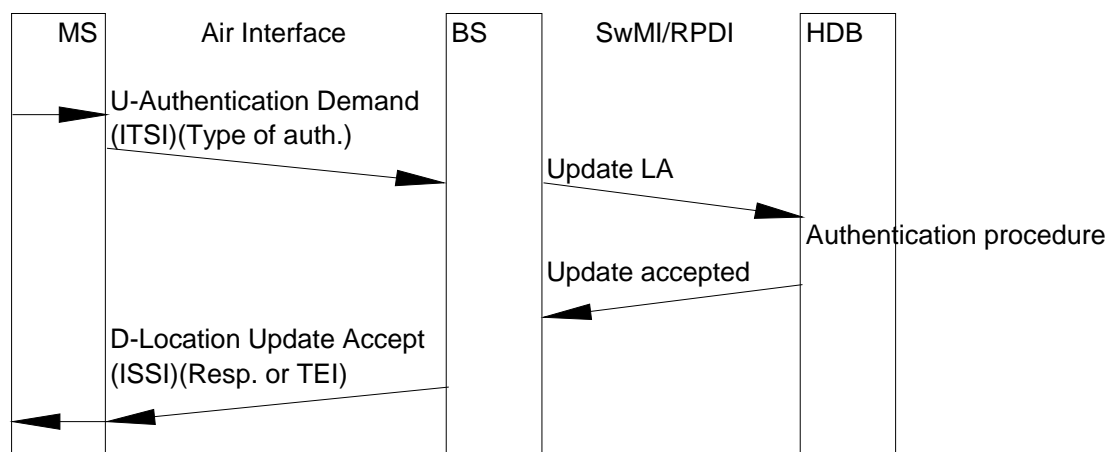 MS Air Interface BS SwMI/RPDI HDB
U-Authentication Demand
(ITSI)(Type of auth.)
Update LA
Authentication procedure
Update accepted
D-Location Update Accept
(ISSI)(Resp. or TEI)